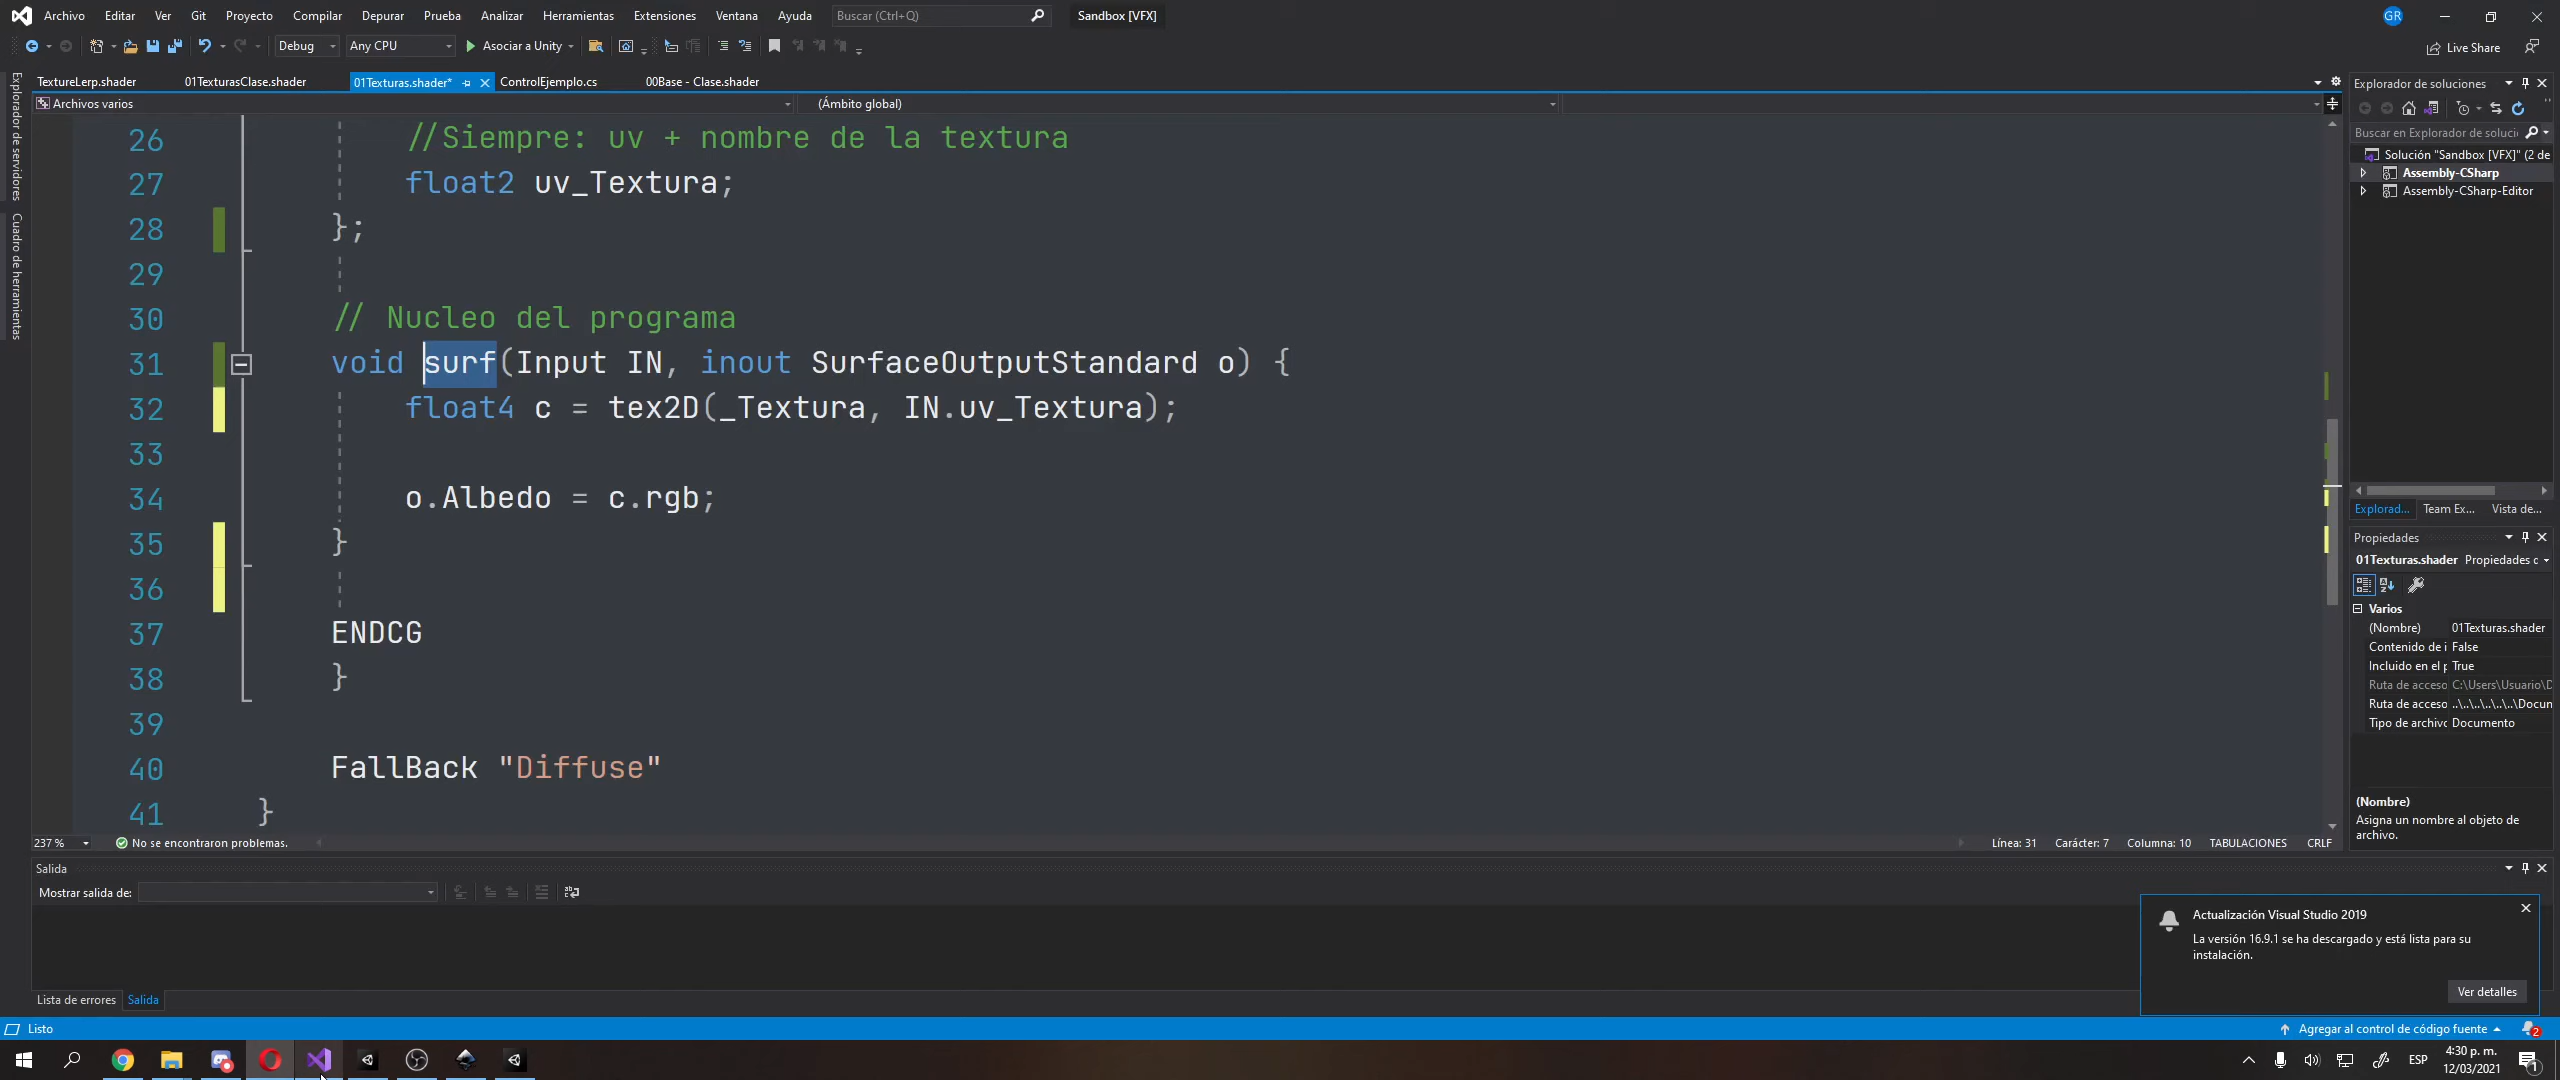 Archivo Editar Ver Git Proyecto Compilar Depurar Prueba Analizar Herramientas Extensiones Ventana Ayuda Buscar (Ctrl+Q) Sandbox [VFX] GR
Debug Any CPU Asociar a Unity Live Share
TextureLerp.shader 01TexturasClase.shader 01Texturas.shader* ControlEjemplo.cs 00Base - Clase.shader
Archivos varios (Ámbito global)
Explorador de servidores
Cuadro de herramientas
26 //Siempre: uv + nombre de la textura
27 float2 uv_Textura;
28 };
29
30 // Nucleo del programa
31 void surf(Input IN, inout SurfaceOutputStandard o) {
32 float4 c = tex2D(_Textura, IN.uv_Textura);
33
34 o.Albedo = c.rgb;
35 }
36
37 ENDCG
38 }
39
40 FallBack "Diffuse"
41 }
237 % No se encontraron problemas. Línea: 31 Carácter: 7 Columna: 10 TABULACIONES CRLF
Salida
Mostrar salida de:
Lista de errores Salida
Explorador de soluciones
Buscar en Explorador de soluci
Solución "Sandbox [VFX]" (2 de
Assembly-CSharp
Assembly-CSharp-Editor
Explorad... Team Ex... Vista de...
Propiedades
01Texturas.shader Propiedades c
Varios
(Nombre) 01Texturas.shader
Contenido de i False
Incluido en el p True
Ruta de acceso C:\Users\Usuario\D
Ruta de acceso ..\..\..\..\..\Docun
Tipo de archivo Documento
(Nombre)
Asigna un nombre al objeto de
archivo.
Actualización Visual Studio 2019
La versión 16.9.1 se ha descargado y está lista para su
instalación.
Ver detalles
Listo Agregar al control de código fuente 2
ESP 4:30 p. m.
12/03/2021 1